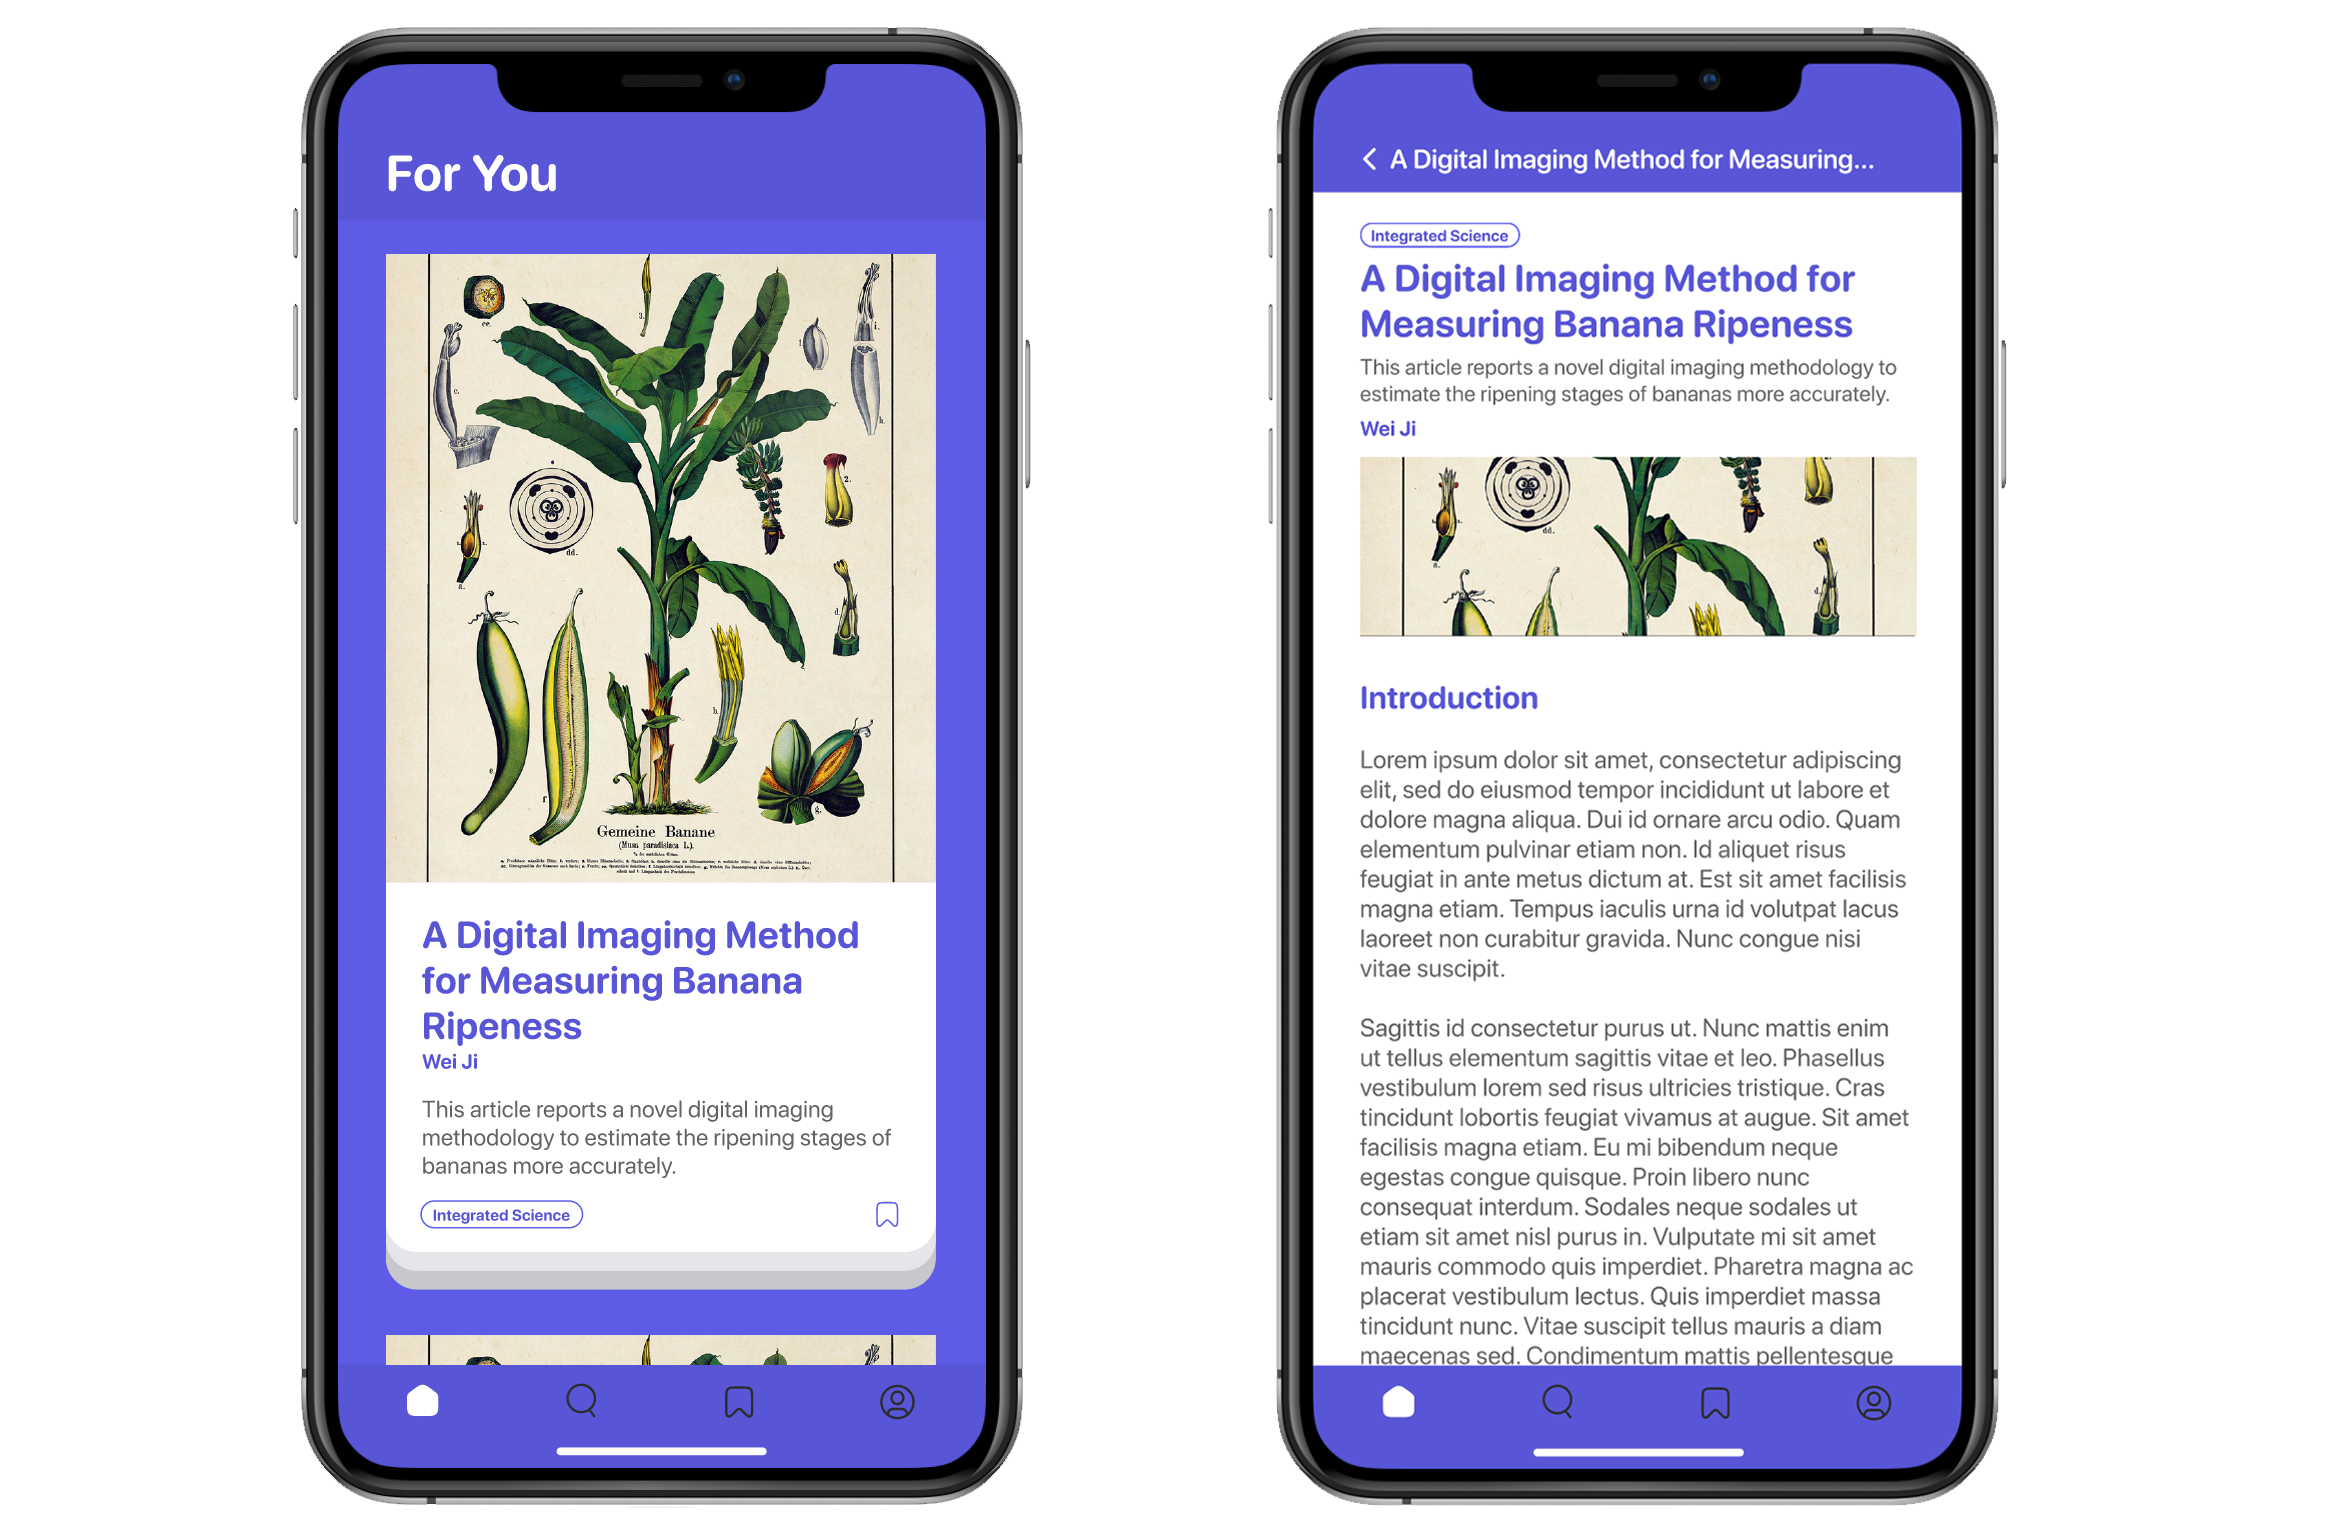 For You
ee.
3.
i.
c.
h.
2.
dd.
a.
d.
b.
e.
f
g.
Gemeine Banane
(Musa paradisiaca L.).
A Digital Imaging Method
for Measuring Banana
Ripeness
Wei Ji
This article reports a novel digital imaging
methodology to estimate the ripening stages of
bananas more accurately.
Integrated Science
A Digital Imaging Method for Measuring...
Integrated Science
A Digital Imaging Method for
Measuring Banana Ripeness
This article reports a novel digital imaging methodology to
estimate the ripening stages of bananas more accurately.
Wei Ji
dd.
a.
d.
Introduction
Lorem ipsum dolor sit amet, consectetur adipiscing
elit, sed do eiusmod tempor incididunt ut labore et
dolore magna aliqua. Dui id ornare arcu odio. Quam
elementum pulvinar etiam non. Id aliquet risus
feugiat in ante metus dictum at. Est sit amet facilisis
magna etiam. Tempus iaculis urna id volutpat lacus
laoreet non curabitur gravida. Nunc congue nisi
vitae suscipit.
Sagittis id consectetur purus ut. Nunc mattis enim
ut tellus elementum sagittis vitae et leo. Phasellus
vestibulum lorem sed risus ultricies tristique. Cras
tincidunt lobortis feugiat vivamus at augue. Sit amet
facilisis magna etiam. Eu mi bibendum neque
egestas congue quisque. Proin libero nunc
consequat interdum. Sodales neque sodales ut
etiam sit amet nisl purus in. Vulputate mi sit amet
mauris commodo quis imperdiet. Pharetra magna ac
placerat vestibulum lectus. Quis imperdiet massa
tincidunt nunc. Vitae suscipit tellus mauris a diam
maecenas sed. Condimentum mattis pellentesque